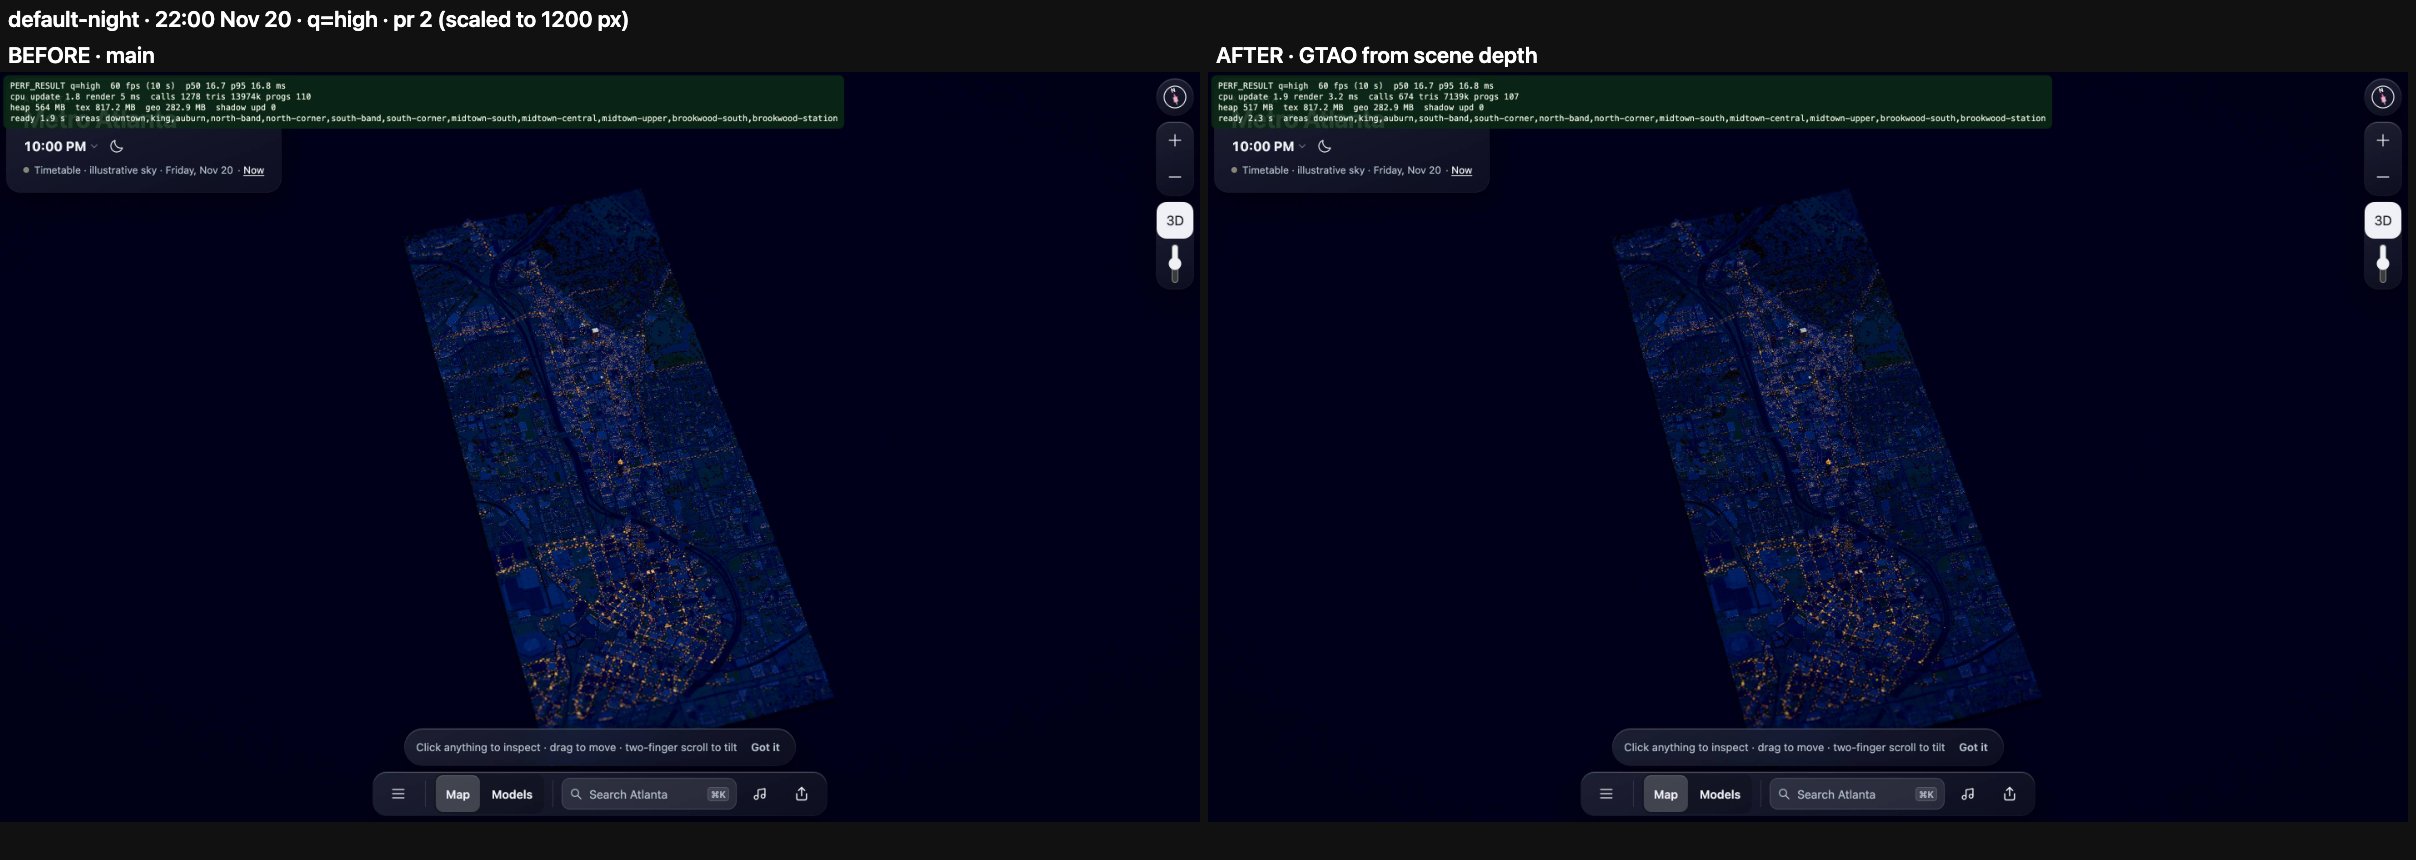 default-night · 22:00 Nov 20 · q=high · pr 2 (scaled to 1200 px)
BEFORE · main
PERF_RESULT q=high 60 fps (10 s) p50 16.7 p95 16.8 ms
cpu update 1.8 render 5 ms calls 1278 tris 13974k progs 110
heap 564 MB tex 817.2 MB geo 282.9 MB shadow upd 0
ready 1.9 s areas downtown,king,auburn,north-band,north-corner,south-band,south-corner,midtown-south,midtown-central,midtown-upper,brookwood-south,brookwood-station
Metro Atlanta
10:00 PM
Timetable · illustrative sky · Friday, Nov 20 · Now
N
+
−
3D
Click anything to inspect · drag to move · two-finger scroll to tilt Got it
Map Models Search Atlanta ⌘K
AFTER · GTAO from scene depth
PERF_RESULT q=high 60 fps (10 s) p50 16.7 p95 16.8 ms
cpu update 1.9 render 3.2 ms calls 674 tris 7139k progs 107
heap 517 MB tex 817.2 MB geo 282.9 MB shadow upd 0
ready 2.3 s areas downtown,king,auburn,south-band,south-corner,north-band,north-corner,midtown-south,midtown-central,midtown-upper,brookwood-south,brookwood-station
Metro Atlanta
10:00 PM
Timetable · illustrative sky · Friday, Nov 20 · Now
N
+
−
3D
Click anything to inspect · drag to move · two-finger scroll to tilt Got it
Map Models Search Atlanta ⌘K